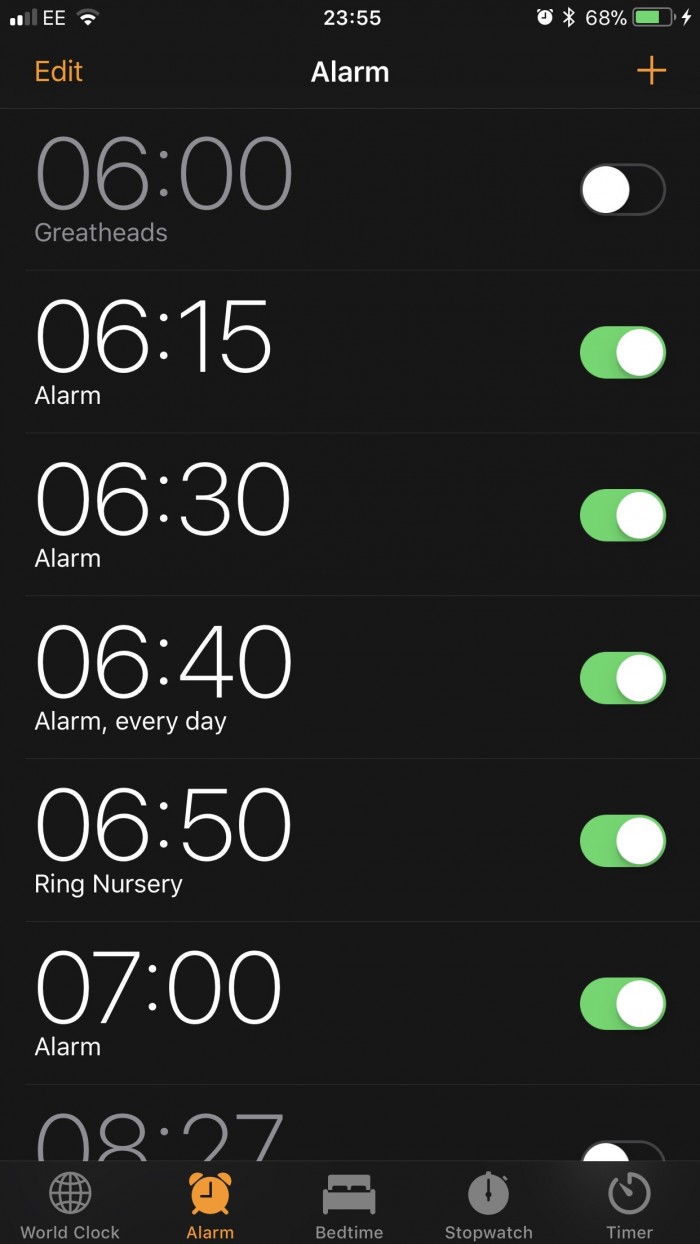 EE 23:55 68%
Edit Alarm +
06:00
Greatheads
06:15
Alarm
06:30
Alarm
06:40
Alarm, every day
06:50
Ring Nursery
07:00
Alarm
08:27
World Clock Alarm Bedtime Stopwatch Timer